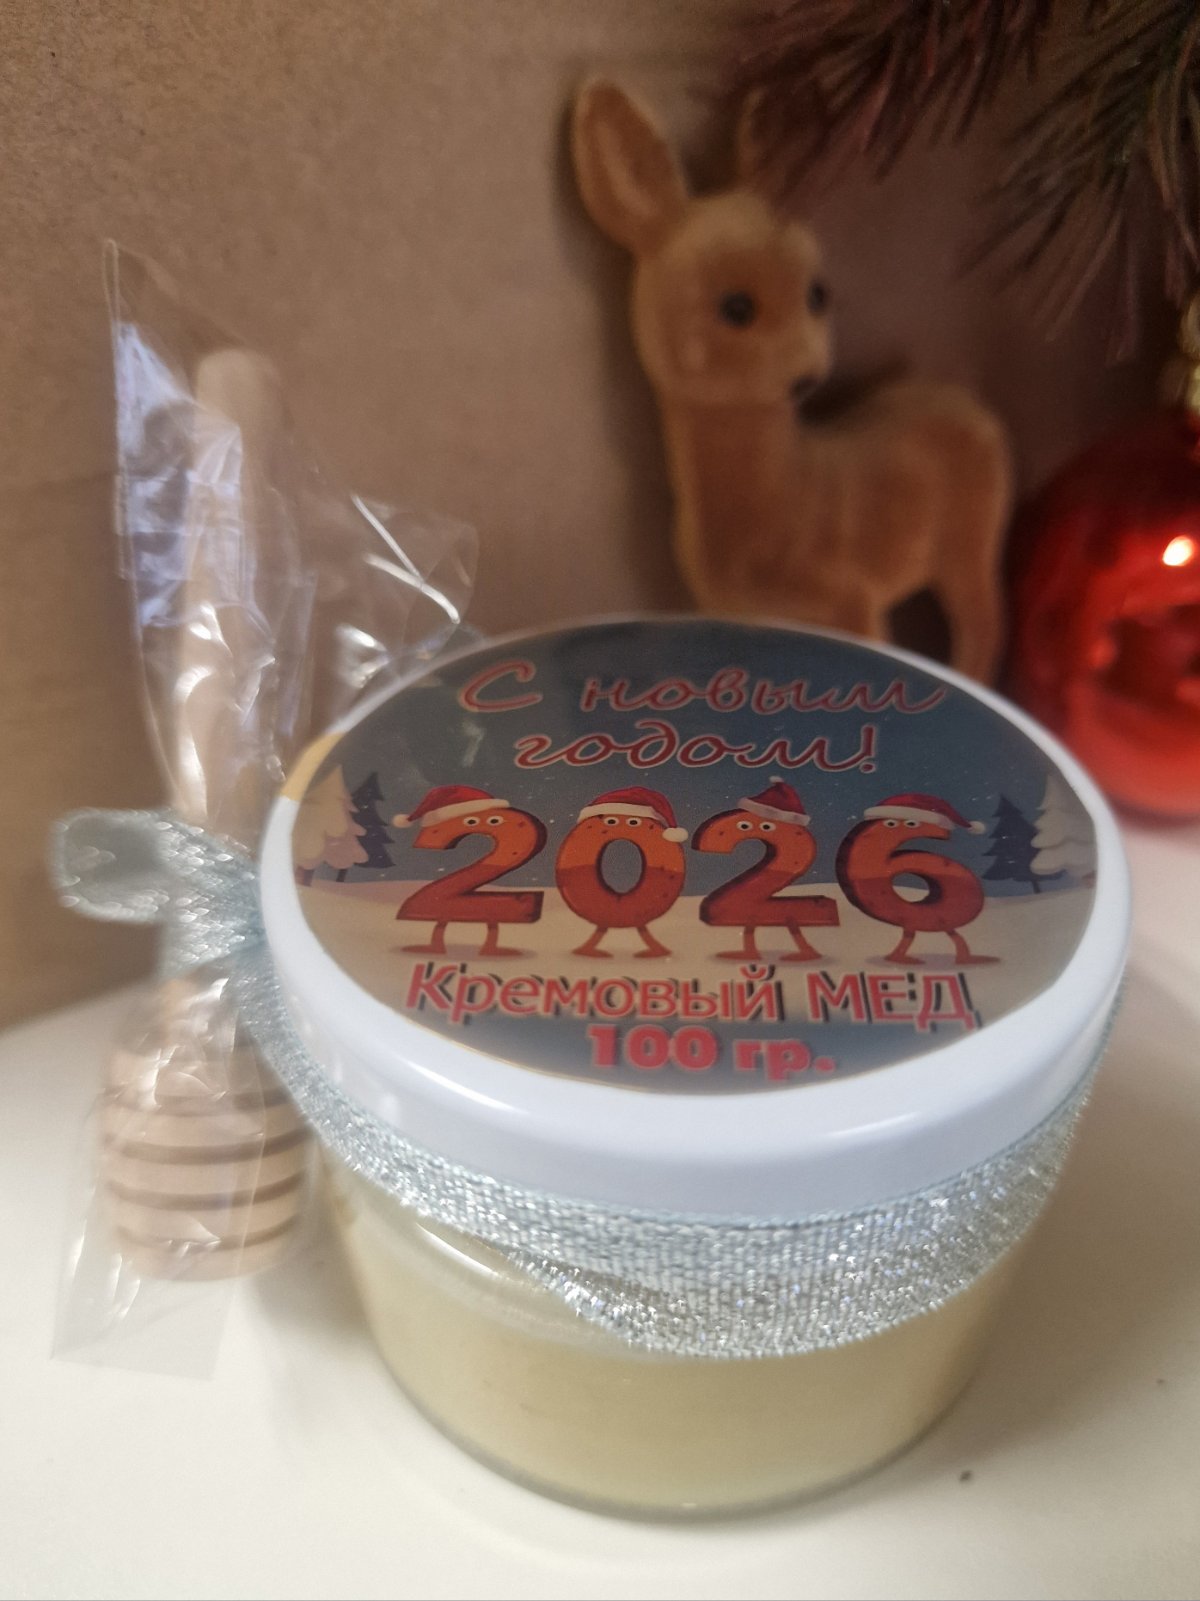 С новым
годом!
2026
Кремовый МЕД
100 гр.